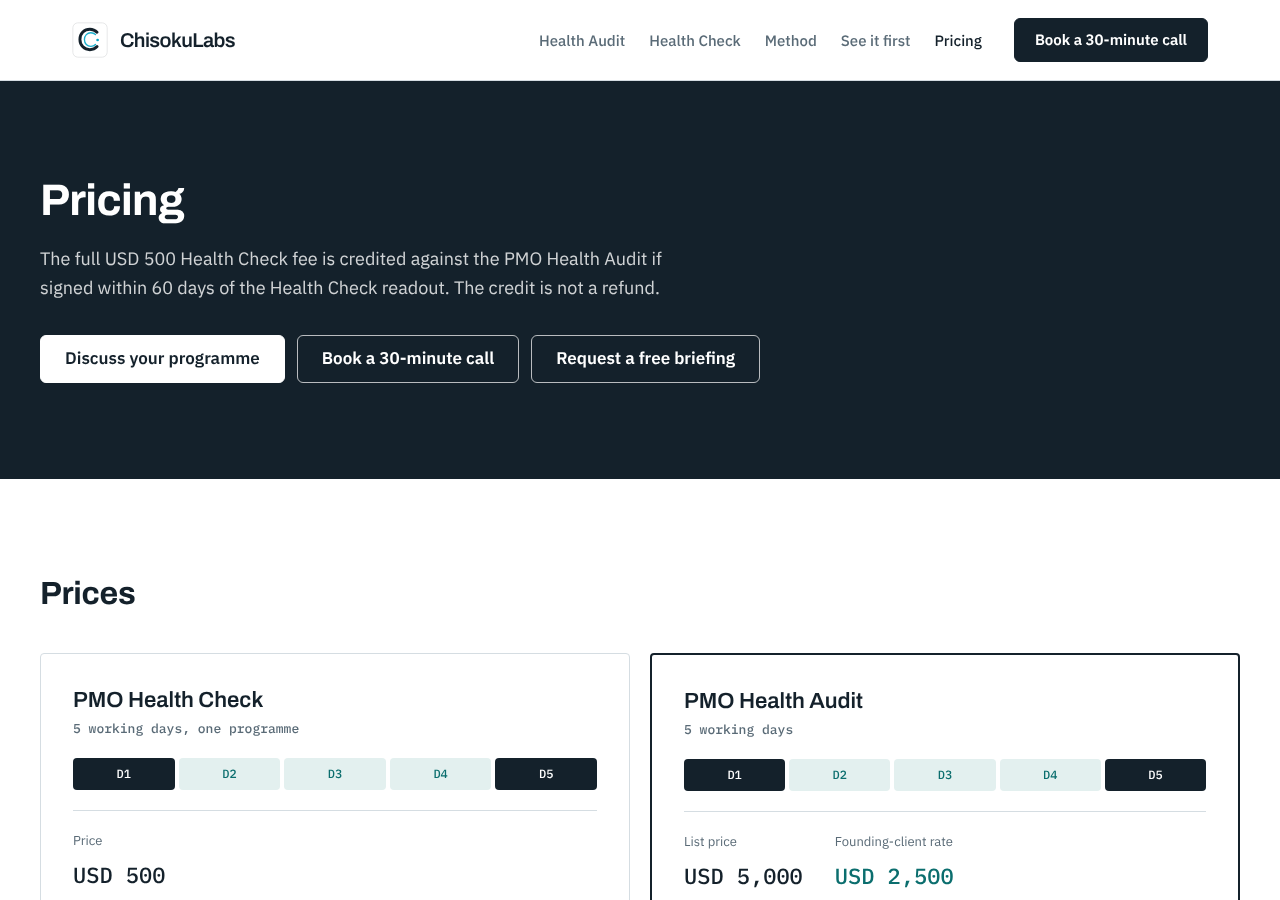 ChisokuLabs
Health Audit
Health Check
Method
See it first
Pricing
Book a 30-minute call
Pricing
The full USD 500 Health Check fee is credited against the PMO Health Audit if
signed within 60 days of the Health Check readout. The credit is not a refund.
Discuss your programme
Book a 30-minute call
Request a free briefing
Prices
PMO Health Check
5 working days, one programme
D1 D2 D3 D4 D5
Price
USD 500
PMO Health Audit
5 working days
D1 D2 D3 D4 D5
List price
USD 5,000
Founding-client rate
USD 2,500